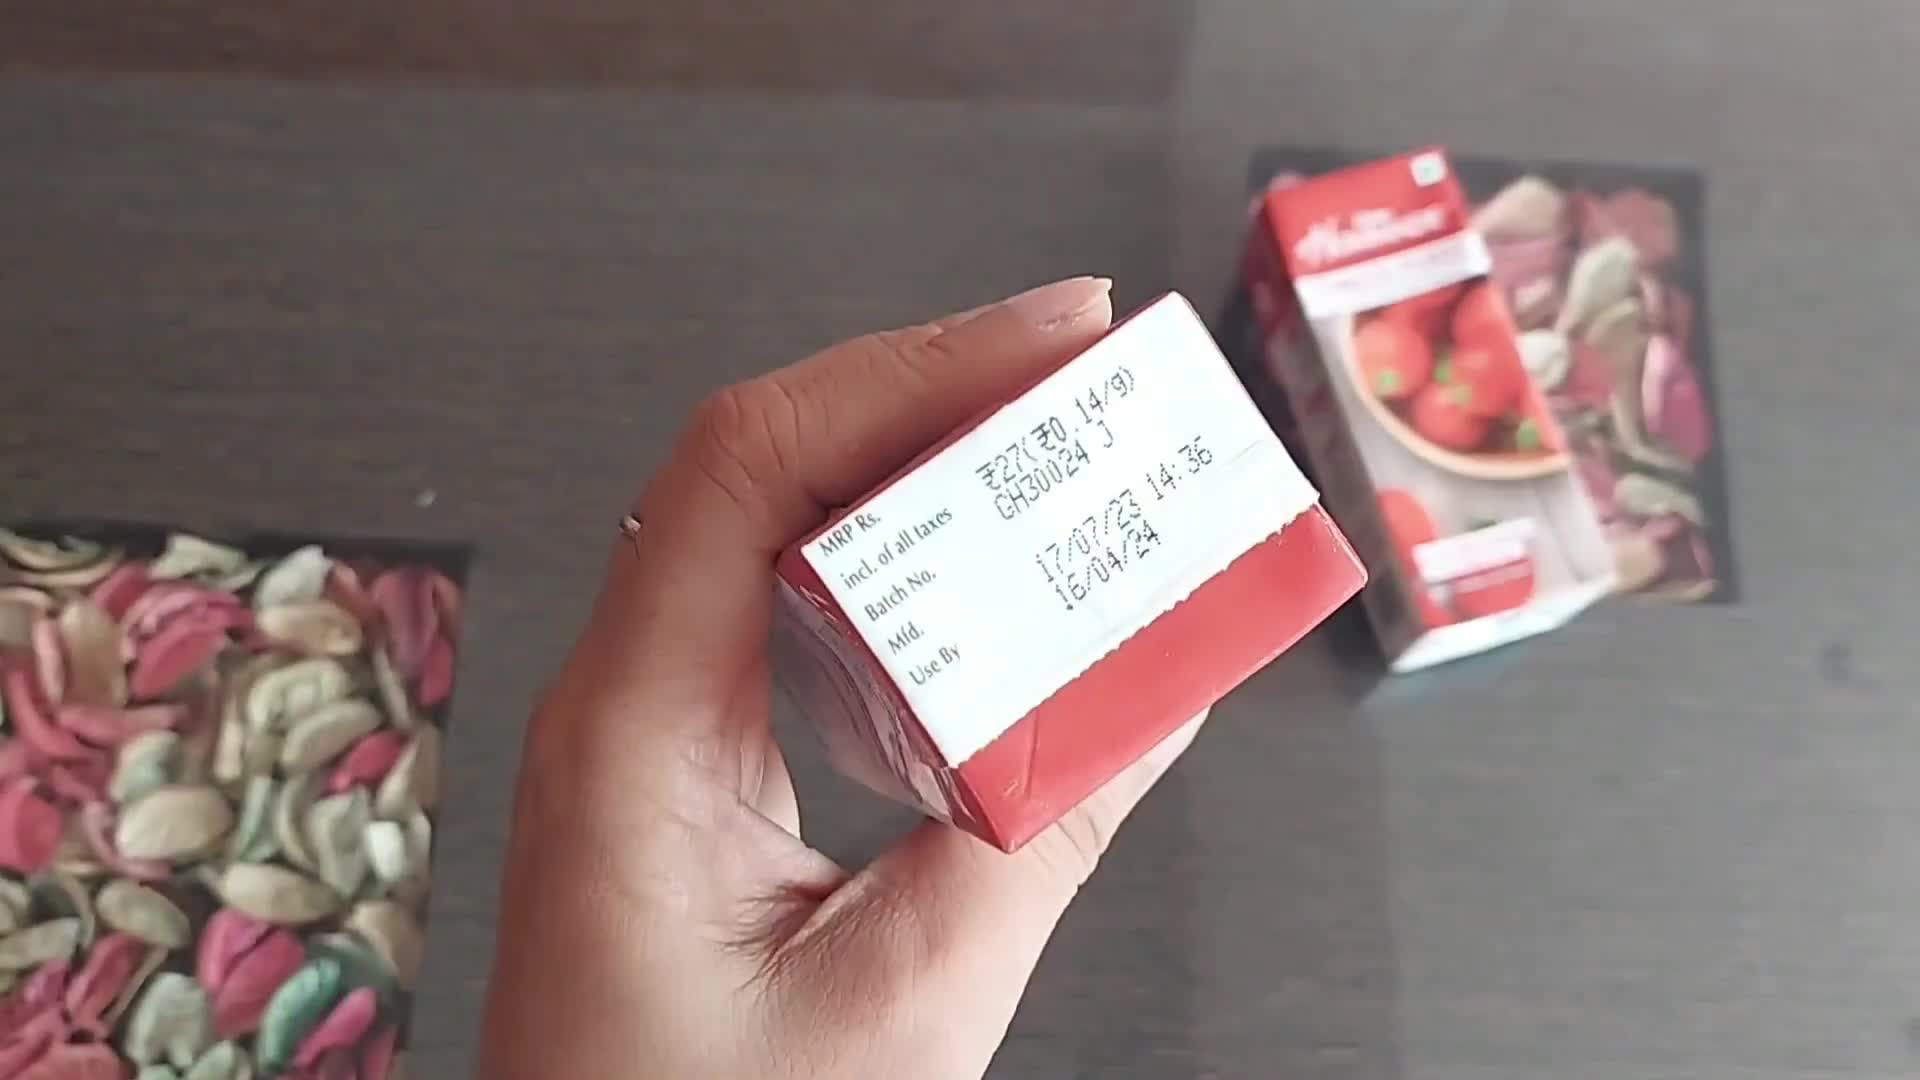 MRP Rs.
incl. of all taxes
Batch No.
Mfd.
Use By
₹27(₹0.14/g)
GH30024 J
17/07/23 14:36
16/04/24